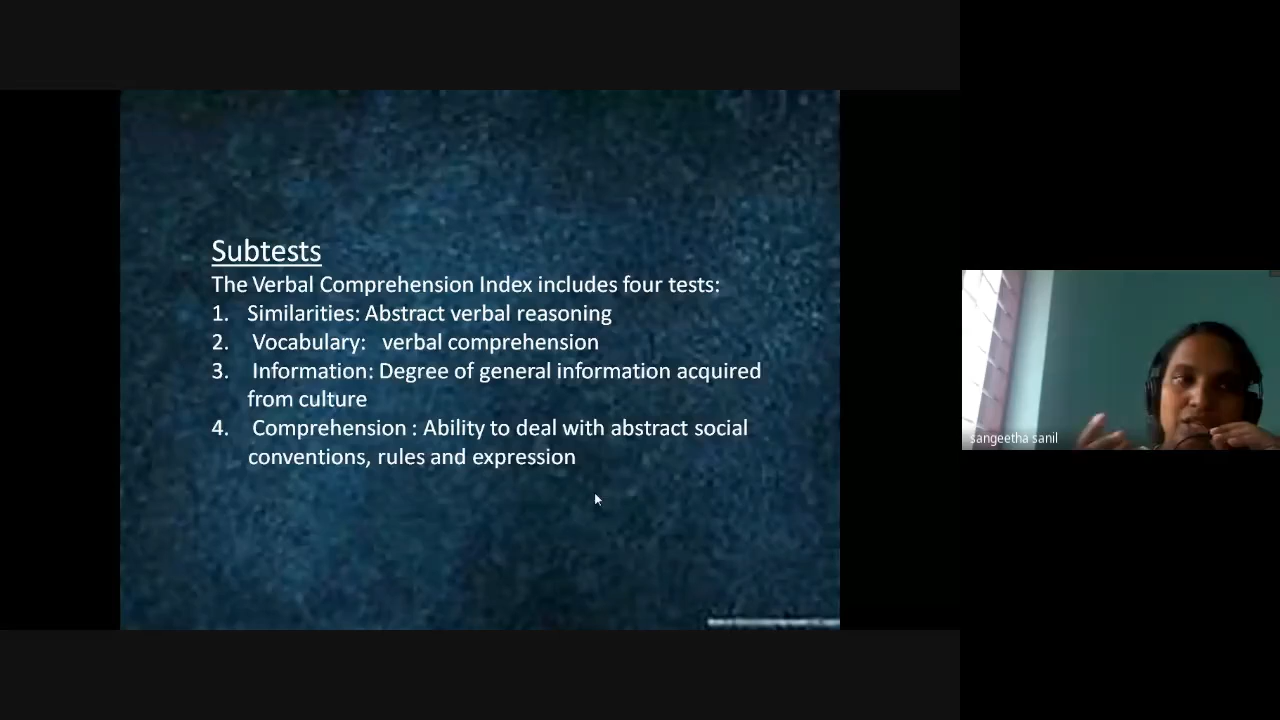 Subtests
The Verbal Comprehension Index includes four tests:
1. Similarities: Abstract verbal reasoning
2. Vocabulary: verbal comprehension
3. Information: Degree of general information acquired
from culture
4. Comprehension : Ability to deal with abstract social
conventions, rules and expression
sangeetha sanil